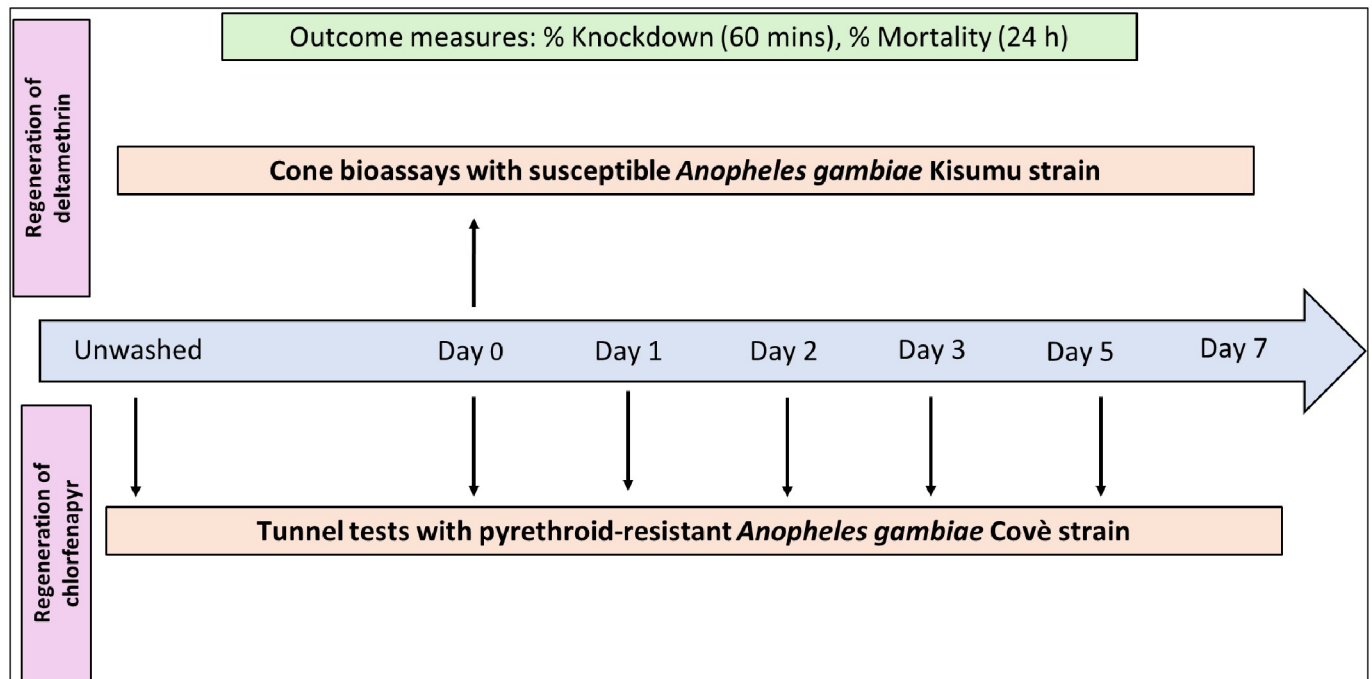 Outcome measures: % Knockdown (60 mins), % Mortality (24 h)
Regeneration of
deltamethrin
Cone bioassays with susceptible Anopheles gambiae Kisumu strain
Unwashed Day 0 Day 1 Day 2 Day 3 Day 5 Day 7
Regeneration of
chlorfenapyr
Tunnel tests with pyrethroid-resistant Anopheles gambiae Covè strain